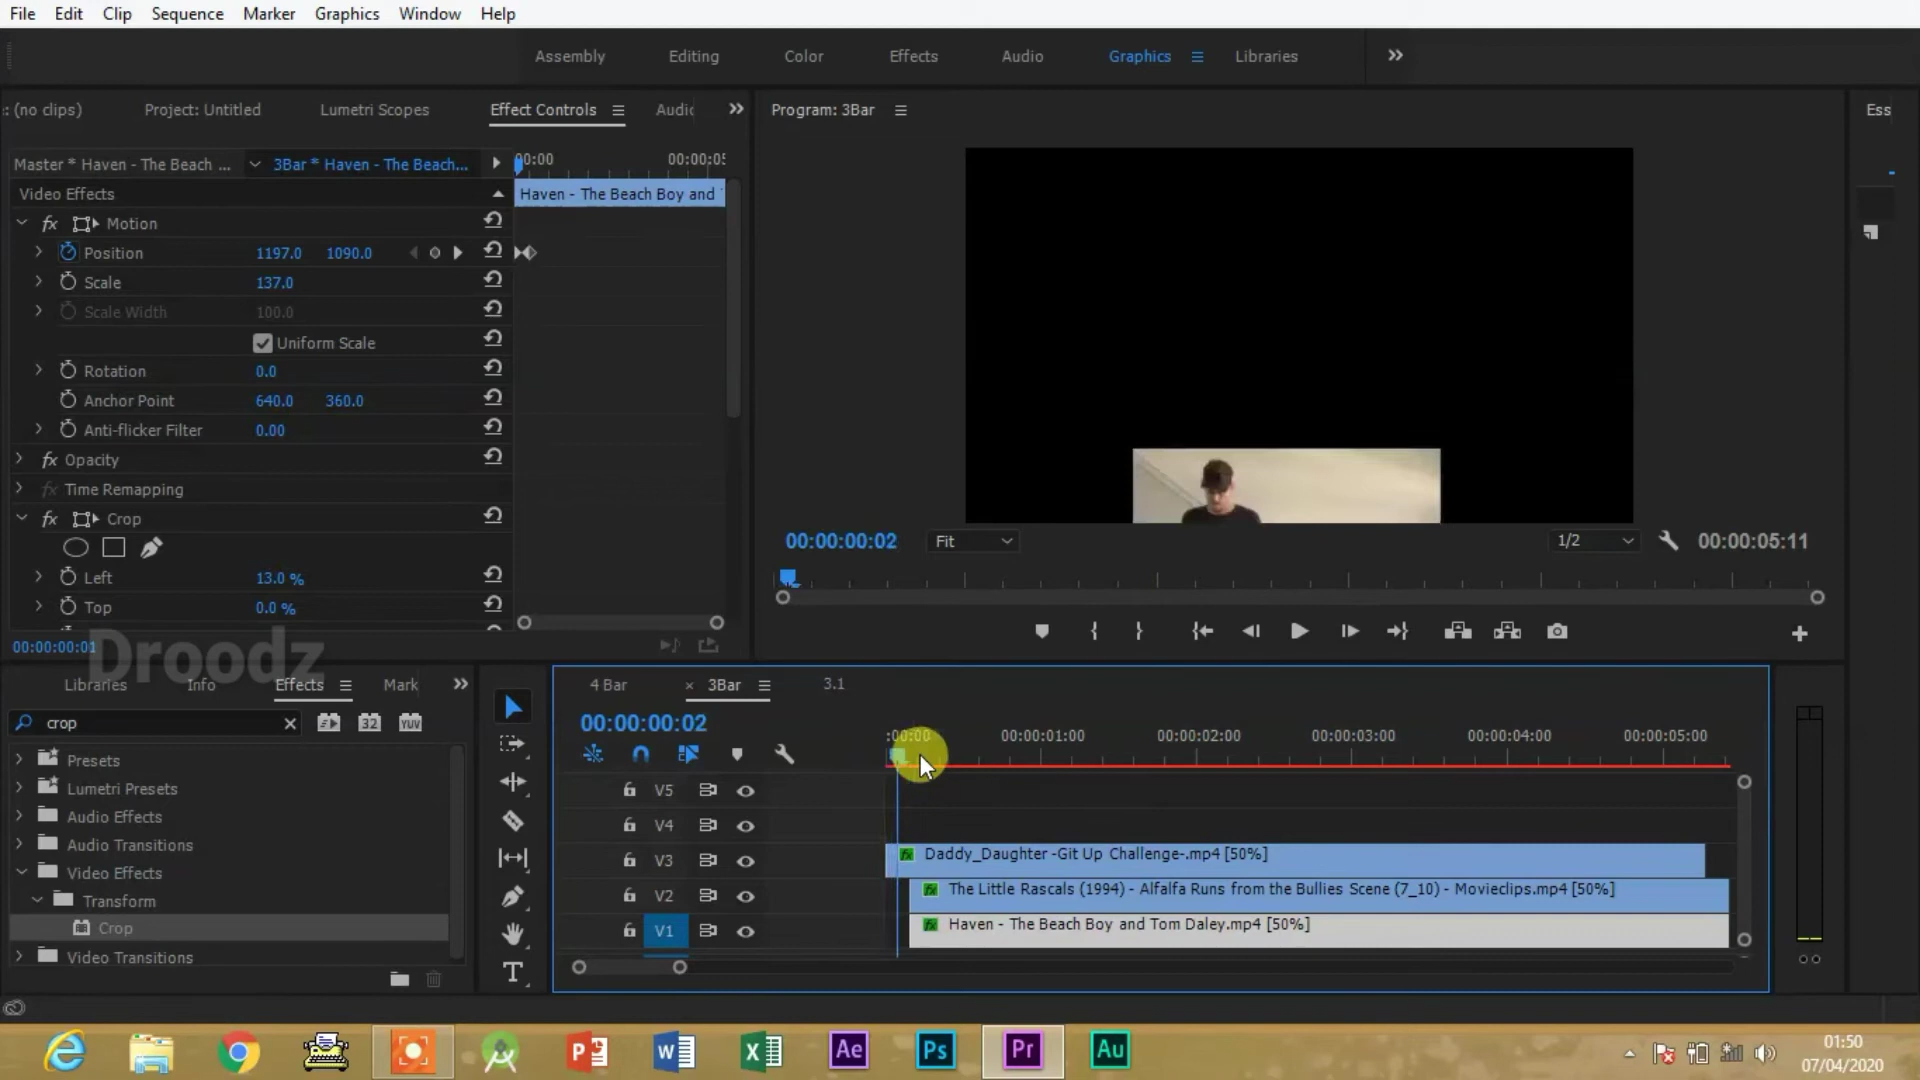 File Edit Clip Sequence Marker Graphics Window Help
Assembly Editing Color Effects Audio Graphics Libraries
: (no clips) Project: Untitled Lumetri Scopes Effect Controls Audio
Program: 3Bar
Ess
Master * Haven - The Beach ... 3Bar * Haven - The Beach...
00:00 00:00:05
Video Effects
Haven - The Beach Boy and
fx Motion
Position 1197.0 1090.0
Scale 137.0
Scale Width 100.0
Uniform Scale
Rotation 0.0
Anchor Point 640.0 360.0
Anti-flicker Filter 0.00
fx Opacity
fx Time Remapping
fx Crop
Left 13.0 %
Top 0.0 %
00:00:00:01
00:00:00:02 Fit 1/2 00:00:05:11
Droodz
Libraries Info Effects Mark
crop
32 YUV
Presets
Lumetri Presets
Audio Effects
Audio Transitions
Video Effects
Transform
Crop
Video Transitions
4 Bar × 3Bar 3.1
00:00:00:02
:00:00 00:00:01:00 00:00:02:00 00:00:03:00 00:00:04:00 00:00:05:00
V5
V4
V3 fx Daddy_Daughter -Git Up Challenge-.mp4 [50%]
V2 fx The Little Rascals (1994) - Alfalfa Runs from the Bullies Scene (7_10) - Movieclips.mp4 [50%]
V1 fx Haven - The Beach Boy and Tom Daley.mp4 [50%]
T
Ae Ps Pr Au
01:50
07/04/2020